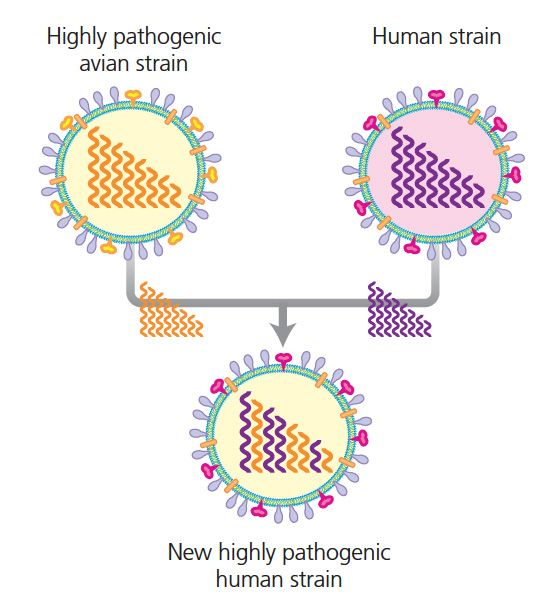 Highly pathogenic
avian strain
Human strain
New highly pathogenic
human strain